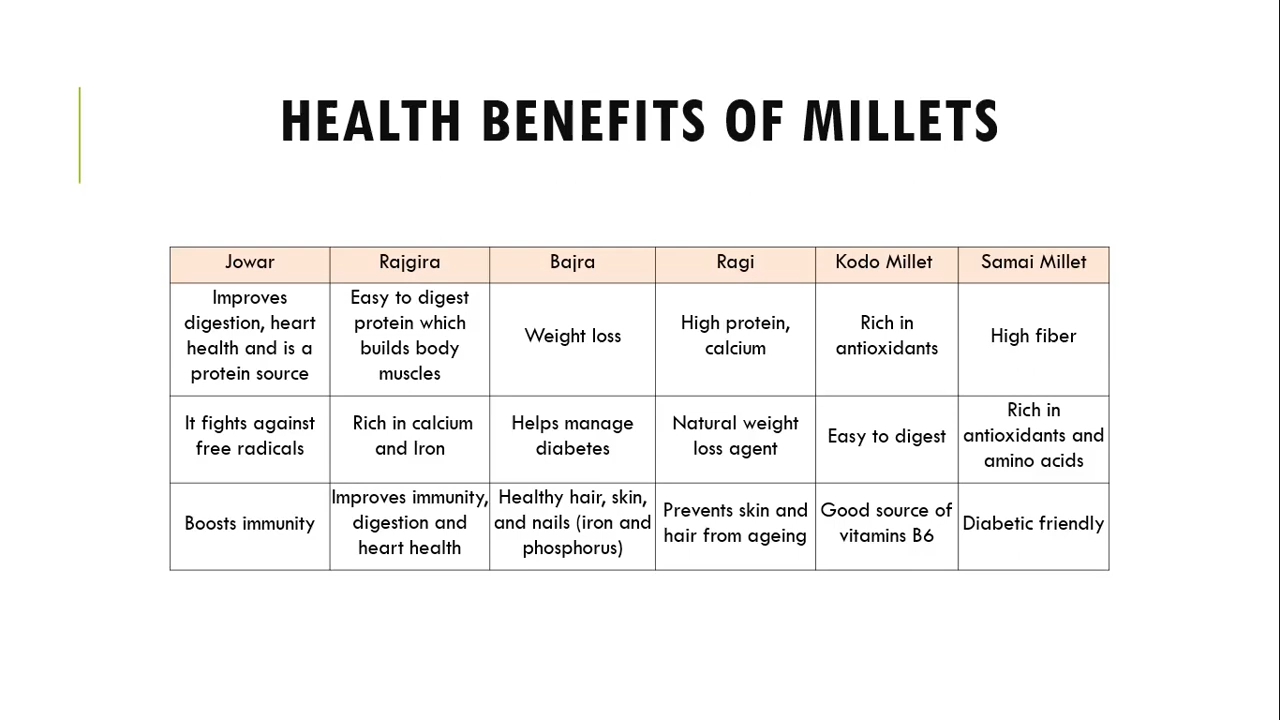 HEALTH BENEFITS OF MILLETS
Jowar
Rajgira
Bajra
Ragi
Kodo Millet
Samai Millet
Improves
digestion, heart
health and is a
protein source
Easy to digest
protein which
builds body
muscles
Weight loss
High protein,
calcium
Rich in
antioxidants
High fiber
It fights against
free radicals
Rich in calcium
and Iron
Helps manage
diabetes
Natural weight
loss agent
Easy to digest
Rich in
antioxidants and
amino acids
Boosts immunity
Improves immunity,
digestion and
heart health
Healthy hair, skin,
and nails (iron and
phosphorus)
Prevents skin and
hair from ageing
Good source of
vitamins B6
Diabetic friendly